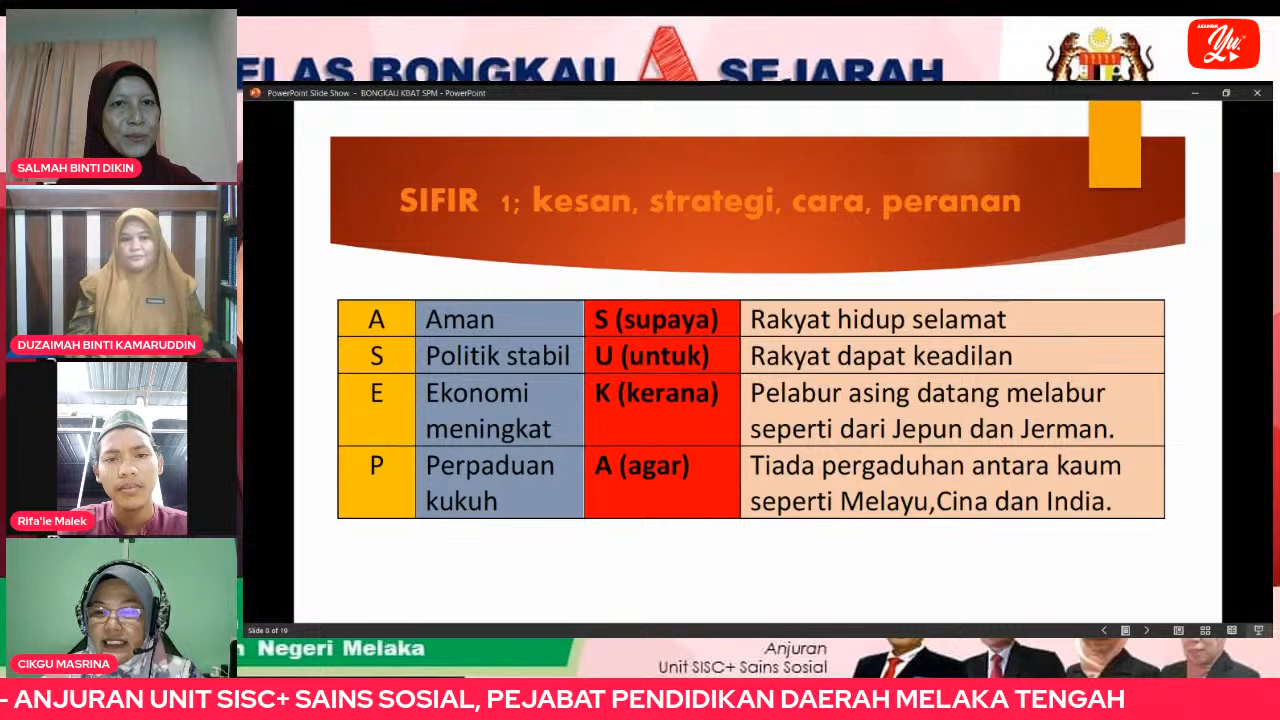 ELAS BONGKAU A SEJARAH
AKADEMI
Yu
PowerPoint Slide Show - BONGKAU KBAT SPM - PowerPoint
SIFIR 1; kesan, strategi, cara, peranan
A Aman S (supaya) Rakyat hidup selamat
S Politik stabil U (untuk) Rakyat dapat keadilan
E Ekonomi K (kerana) Pelabur asing datang melabur
meningkat seperti dari Jepun dan Jerman.
P Perpaduan A (agar) Tiada pergaduhan antara kaum
kukuh seperti Melayu,Cina dan India.
Slide 8 of 19
SALMAH BINTI DIKIN
DUZAIMAH BINTI KAMARUDDIN
Rifa'ie Malek
CIKGU MASRINA
n Negeri Melaka
Anjuran
Unit SISC+ Sains Sosial
- ANJURAN UNIT SISC+ SAINS SOSIAL, PEJABAT PENDIDIKAN DAERAH MELAKA TENGAH